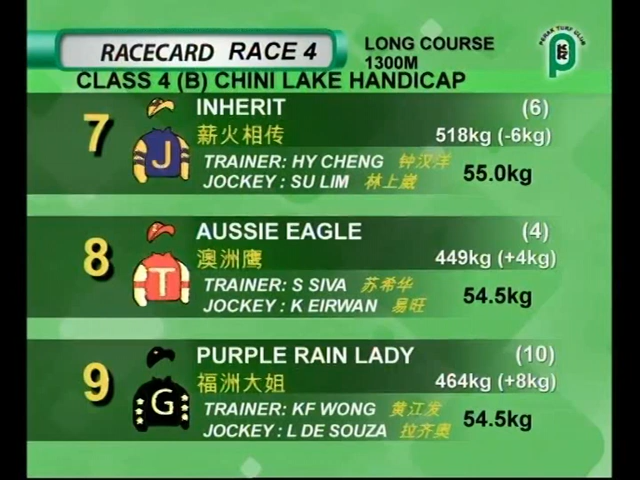 RACECARD RACE 4
LONG COURSE
1300M
PERAK TURF CLUB
CLASS 4 (B) CHINI LAKE HANDICAP
7
J
INHERIT (6)
薪火相传 518kg (-6kg)
TRAINER: HY CHENG 钟汉洋
JOCKEY : SU LIM 林上崴
55.0kg
8
T
AUSSIE EAGLE (4)
澳洲鹰 449kg (+4kg)
TRAINER: S SIVA 苏希华
JOCKEY : K EIRWAN 易旺
54.5kg
9
G
PURPLE RAIN LADY (10)
福洲大姐 464kg (+8kg)
TRAINER: KF WONG 黄江发
JOCKEY : L DE SOUZA 拉齐奥
54.5kg